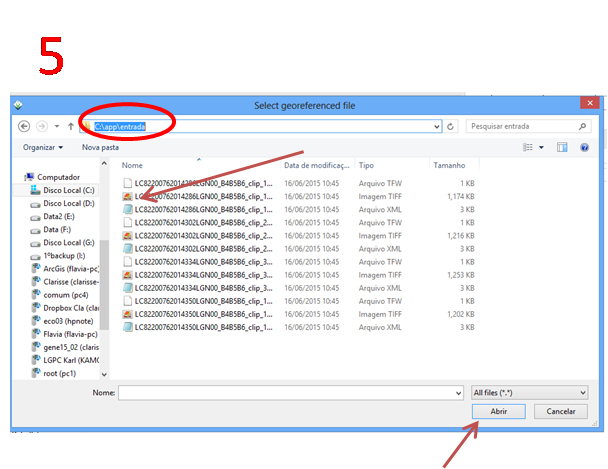 5
Select georeferenced file
C:\app\entrada
Pesquisar entrada
Organizar Nova pasta
Nome Data de modificaç... Tipo Tamanho
LC82200762014286LGN00_B4B5B6_clip_1... 16/06/2015 10:45 Arquivo TFW 1 KB
LC82200762014286LGN00_B4B5B6_clip_1... 16/06/2015 10:45 Imagem TIFF 1,174 KB
LC82200762014286LGN00_B4B5B6_clip_1... 16/06/2015 10:45 Arquivo XML 3 KB
LC82200762014302LGN00_B4B5B6_clip_2... 16/06/2015 10:45 Arquivo TFW 1 KB
LC82200762014302LGN00_B4B5B6_clip_2... 16/06/2015 10:45 Imagem TIFF 1,216 KB
LC82200762014302LGN00_B4B5B6_clip_2... 16/06/2015 10:45 Arquivo XML 3 KB
LC82200762014334LGN00_B4B5B6_clip_3... 16/06/2015 10:45 Arquivo TFW 1 KB
LC82200762014334LGN00_B4B5B6_clip_3... 16/06/2015 10:45 Imagem TIFF 1,253 KB
LC82200762014334LGN00_B4B5B6_clip_3... 16/06/2015 10:45 Arquivo XML 3 KB
LC82200762014350LGN00_B4B5B6_clip_1... 16/06/2015 10:45 Arquivo TFW 1 KB
LC82200762014350LGN00_B4B5B6_clip_1... 16/06/2015 10:45 Imagem TIFF 1,202 KB
LC82200762014350LGN00_B4B5B6_clip_1... 16/06/2015 10:45 Arquivo XML 3 KB
Computador
Disco Local (C:)
Disco Local (D:)
Data2 (E:)
Data (F:)
Disco Local (G:)
1ºbackup (I:)
ArcGis (flavia-pc)
Clarisse (clarisse-
comum (pc4)
Dropbox Cla (clar
eco03 (hpnote)
Flavia (flavia-pc)
gene15_02 (claris
LGPC Karl (KAMO
root (pc1)
Nome:
All files (*.*)
Abrir Cancelar